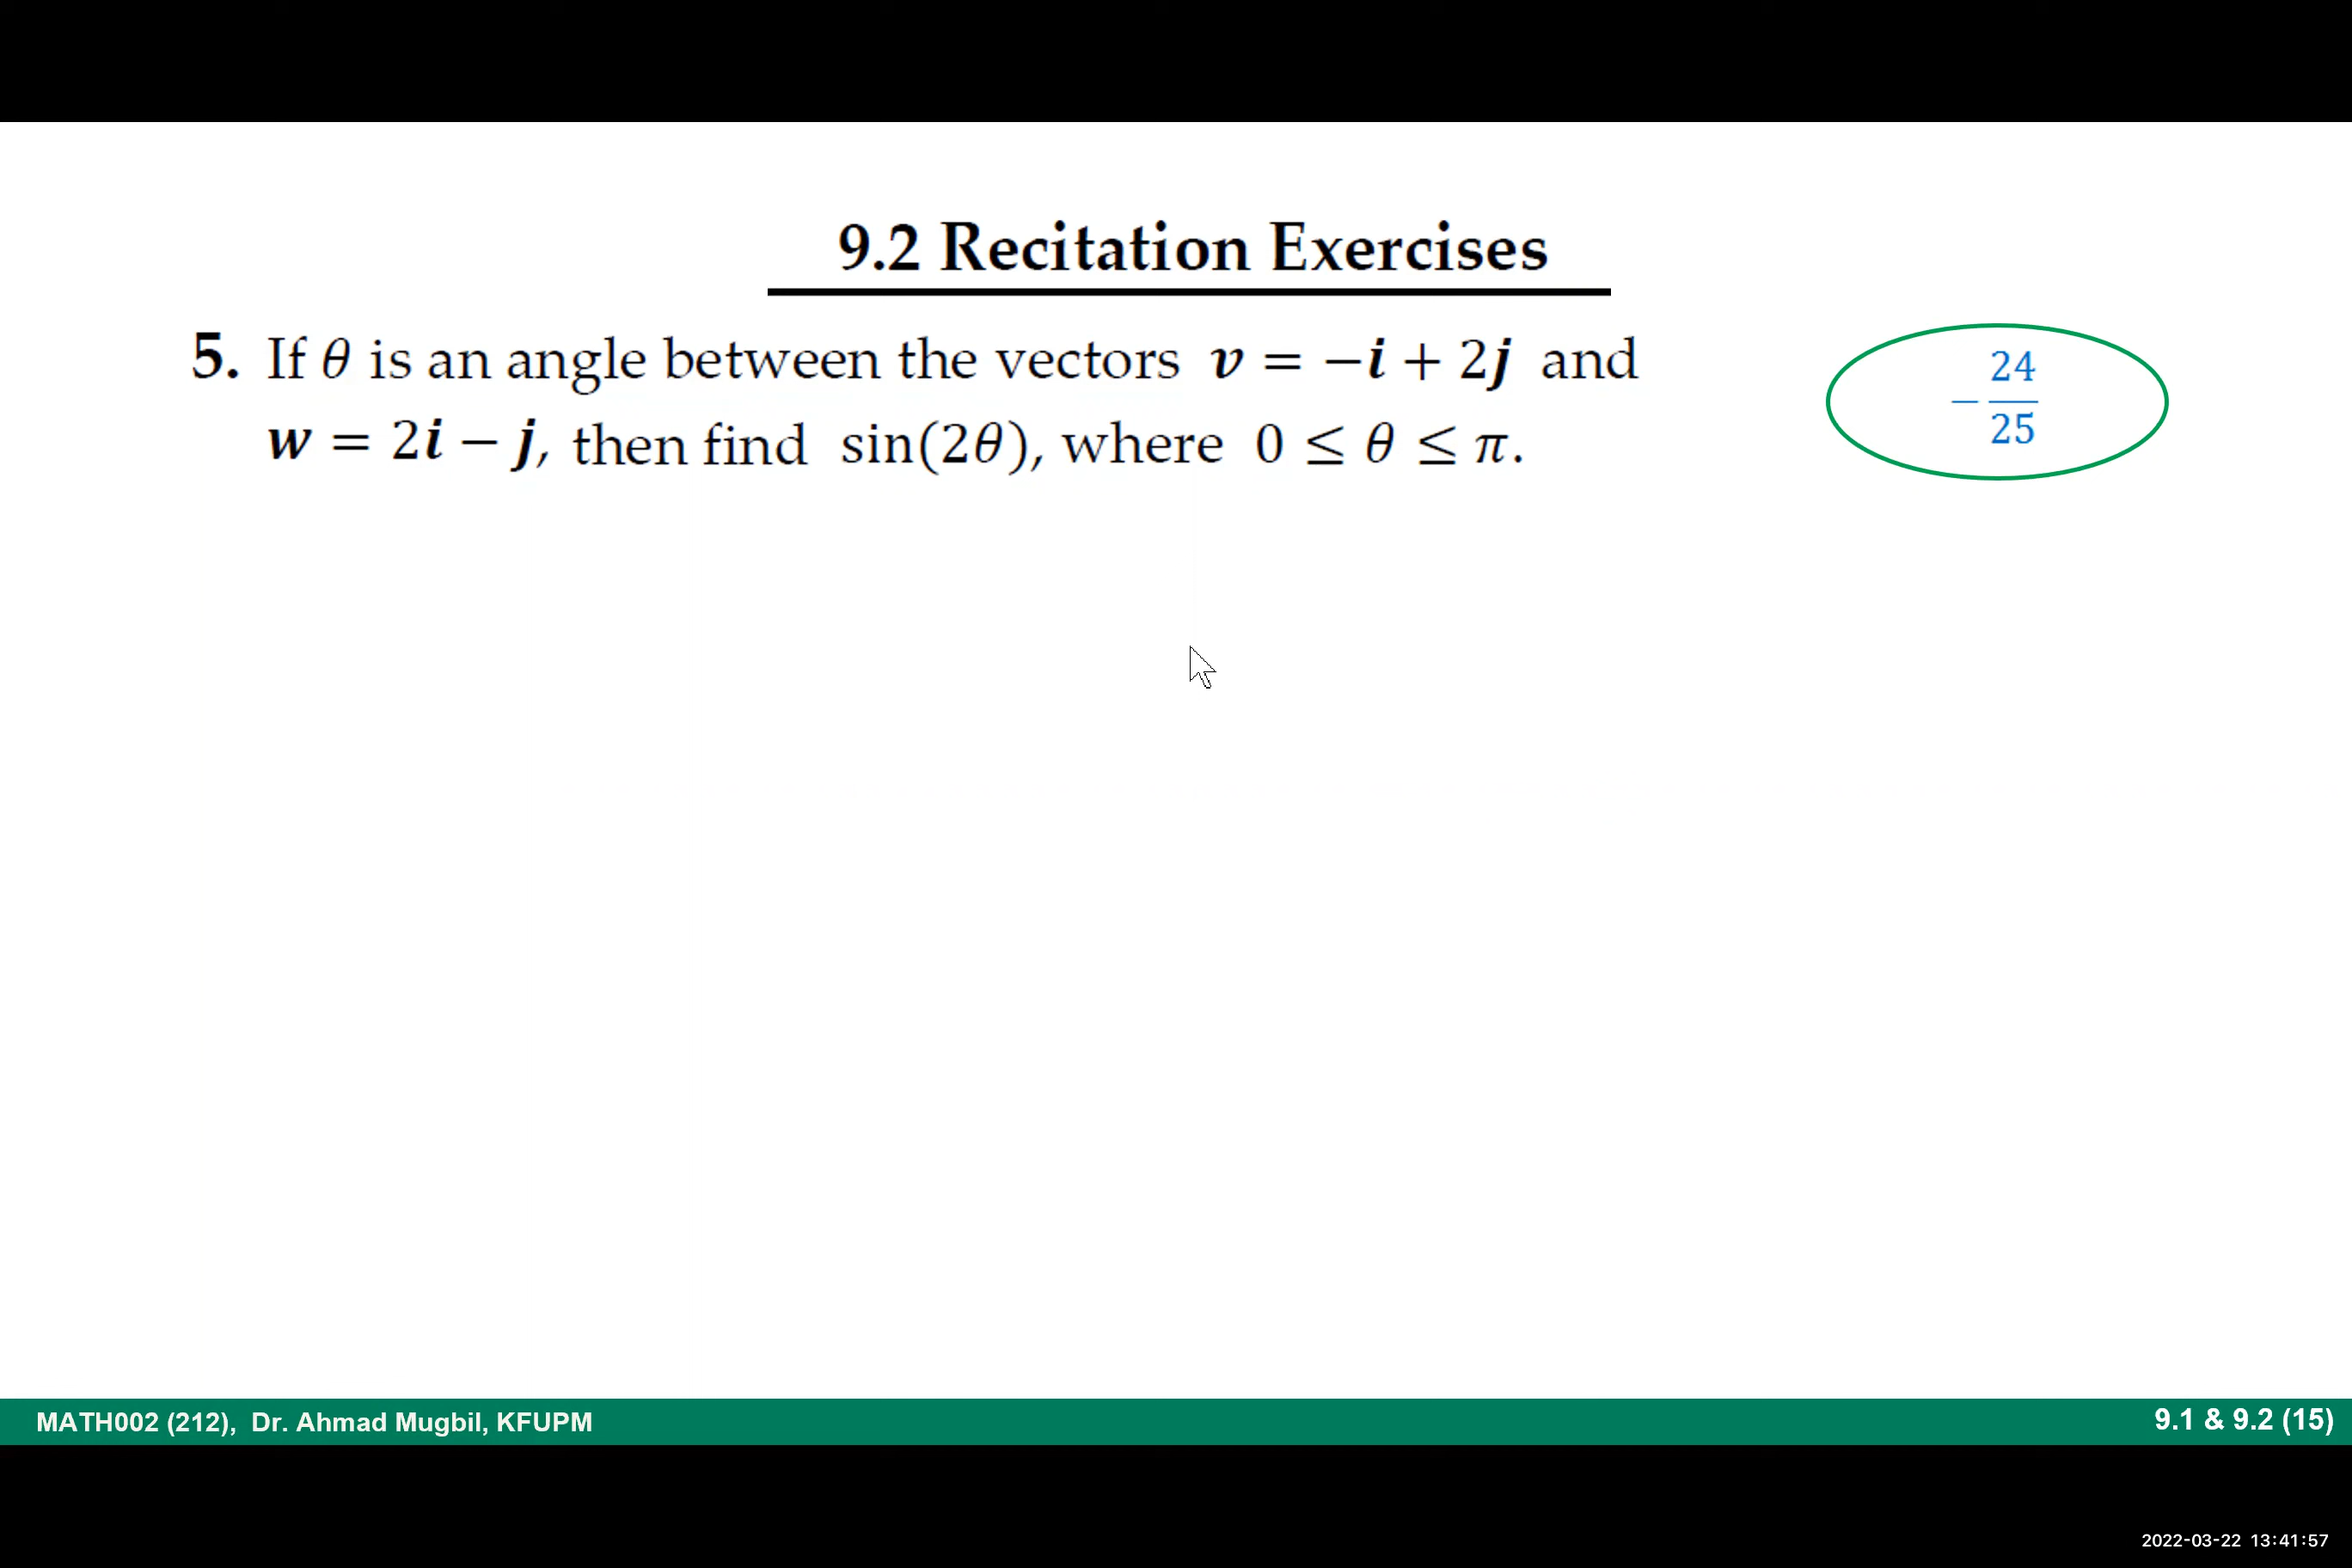 9.2 Recitation Exercises
5. If θ is an angle between the vectors v = −i + 2j and
w = 2i − j, then find sin(2θ), where 0 ≤ θ ≤ π.
−24/25
MATH002 (212), Dr. Ahmad Mugbil, KFUPM
9.1 & 9.2 (15)
2022-03-22 13:41:57